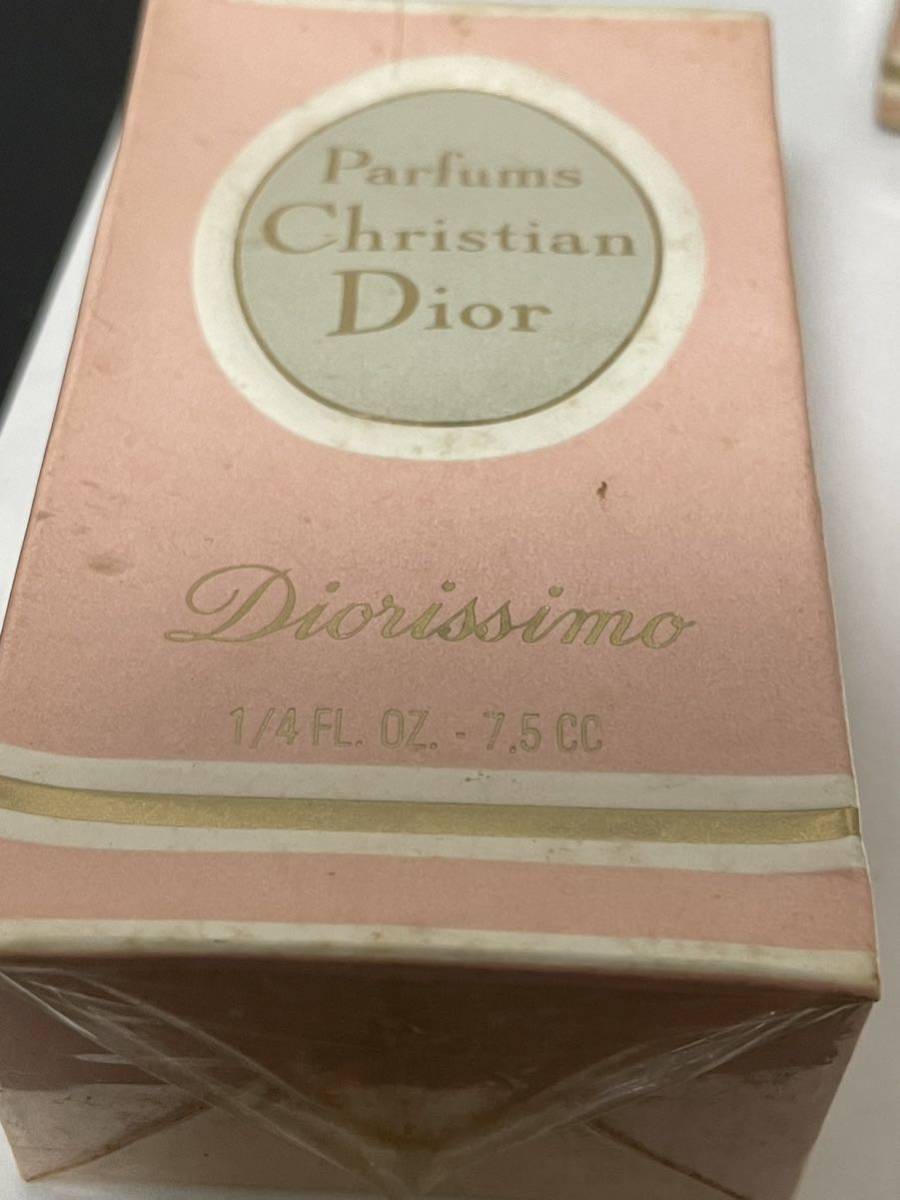 Parfums
Christian
Dior
Diorissimo
1/4 FL. OZ. - 7.5 CC